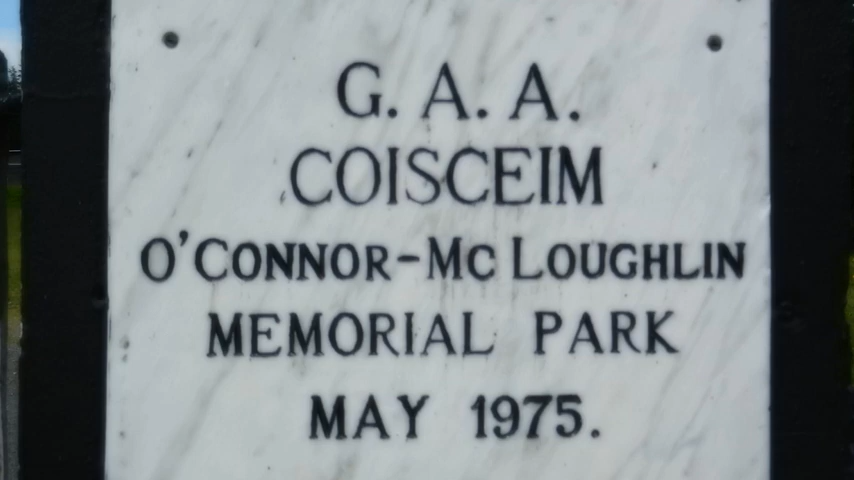 G. A. A.
COISCEIM
O'CONNOR-MC LOUGHLIN
MEMORIAL PARK
MAY 1975.